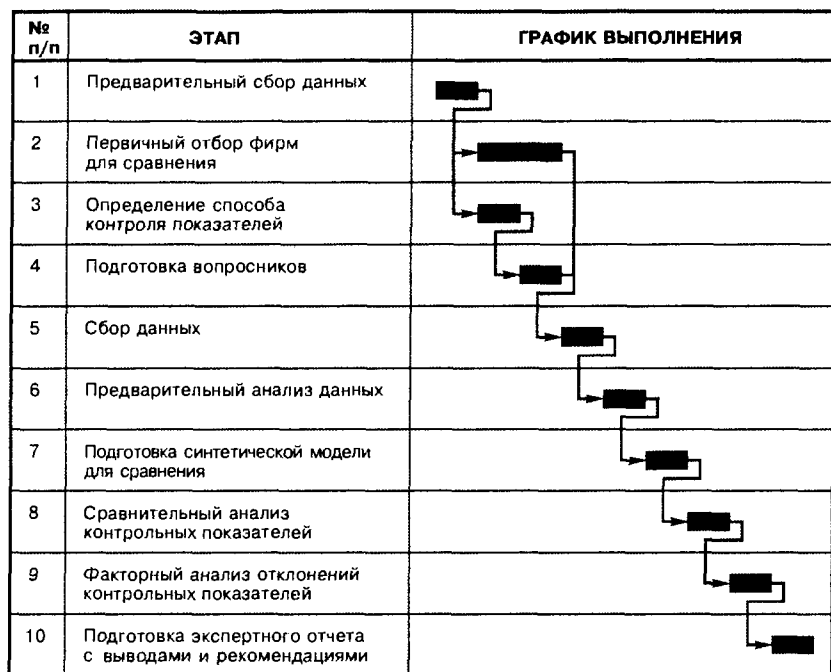 №
п/п
ЭТАП
ГРАФИК ВЫПОЛНЕНИЯ
1
Предварительный сбор данных
2
Первичный отбор фирм
для сравнения
3
Определение способа
контроля показателей
4
Подготовка вопросников
5
Сбор данных
6
Предварительный анализ данных
7
Подготовка синтетической модели
для сравнения
8
Сравнительный анализ
контрольных показателей
9
Факторный анализ отклонений
контрольных показателей
10
Подготовка экспертного отчета
с выводами и рекомендациями